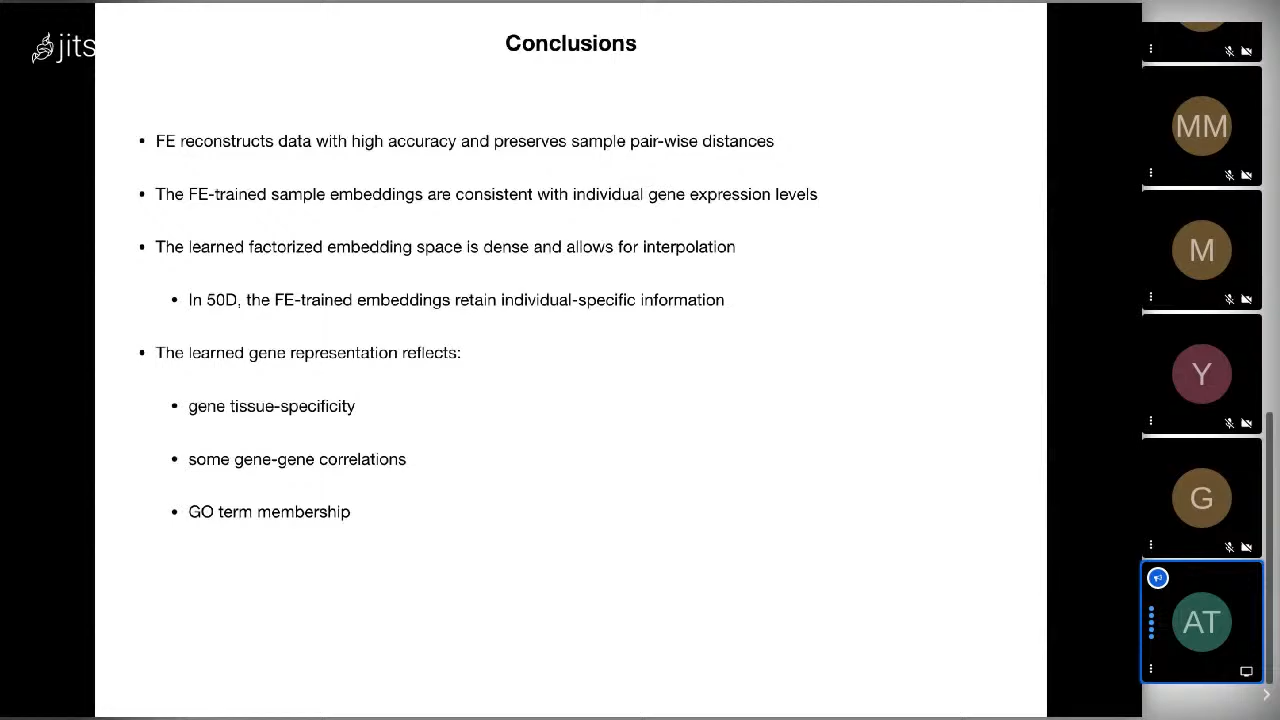 jits
Conclusions
• FE reconstructs data with high accuracy and preserves sample pair-wise distances
• The FE-trained sample embeddings are consistent with individual gene expression levels
• The learned factorized embedding space is dense and allows for interpolation
• In 50D, the FE-trained embeddings retain individual-specific information
• The learned gene representation reflects:
• gene tissue-specificity
• some gene-gene correlations
• GO term membership
MM
M
Y
G
AT